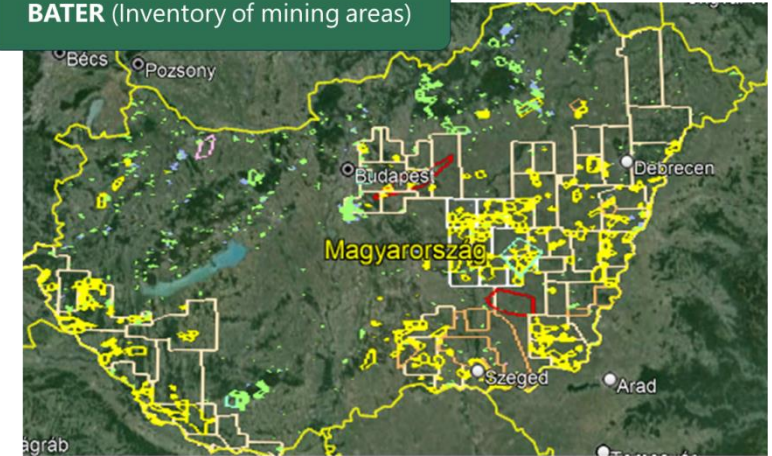 BATER (Inventory of mining areas)
Bécs
Pozsony
Budapest
Debrecen
Magyarország
Szeged
Arad
ágráb